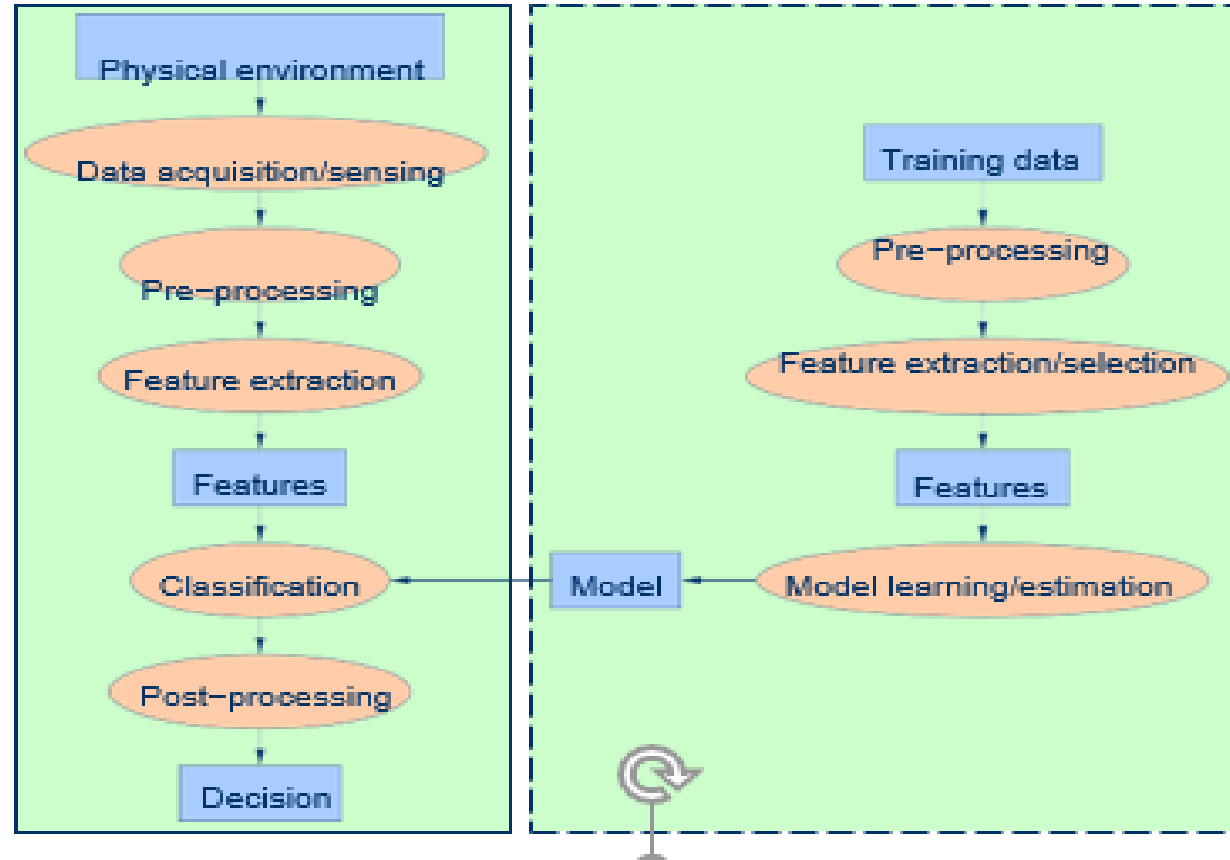 Physical environment
Data acquisition/sensing
Pre-processing
Feature extraction
Features
Classification
Post-processing
Decision
Training data
Pre-processing
Feature extraction/selection
Features
Model learning/estimation
Model